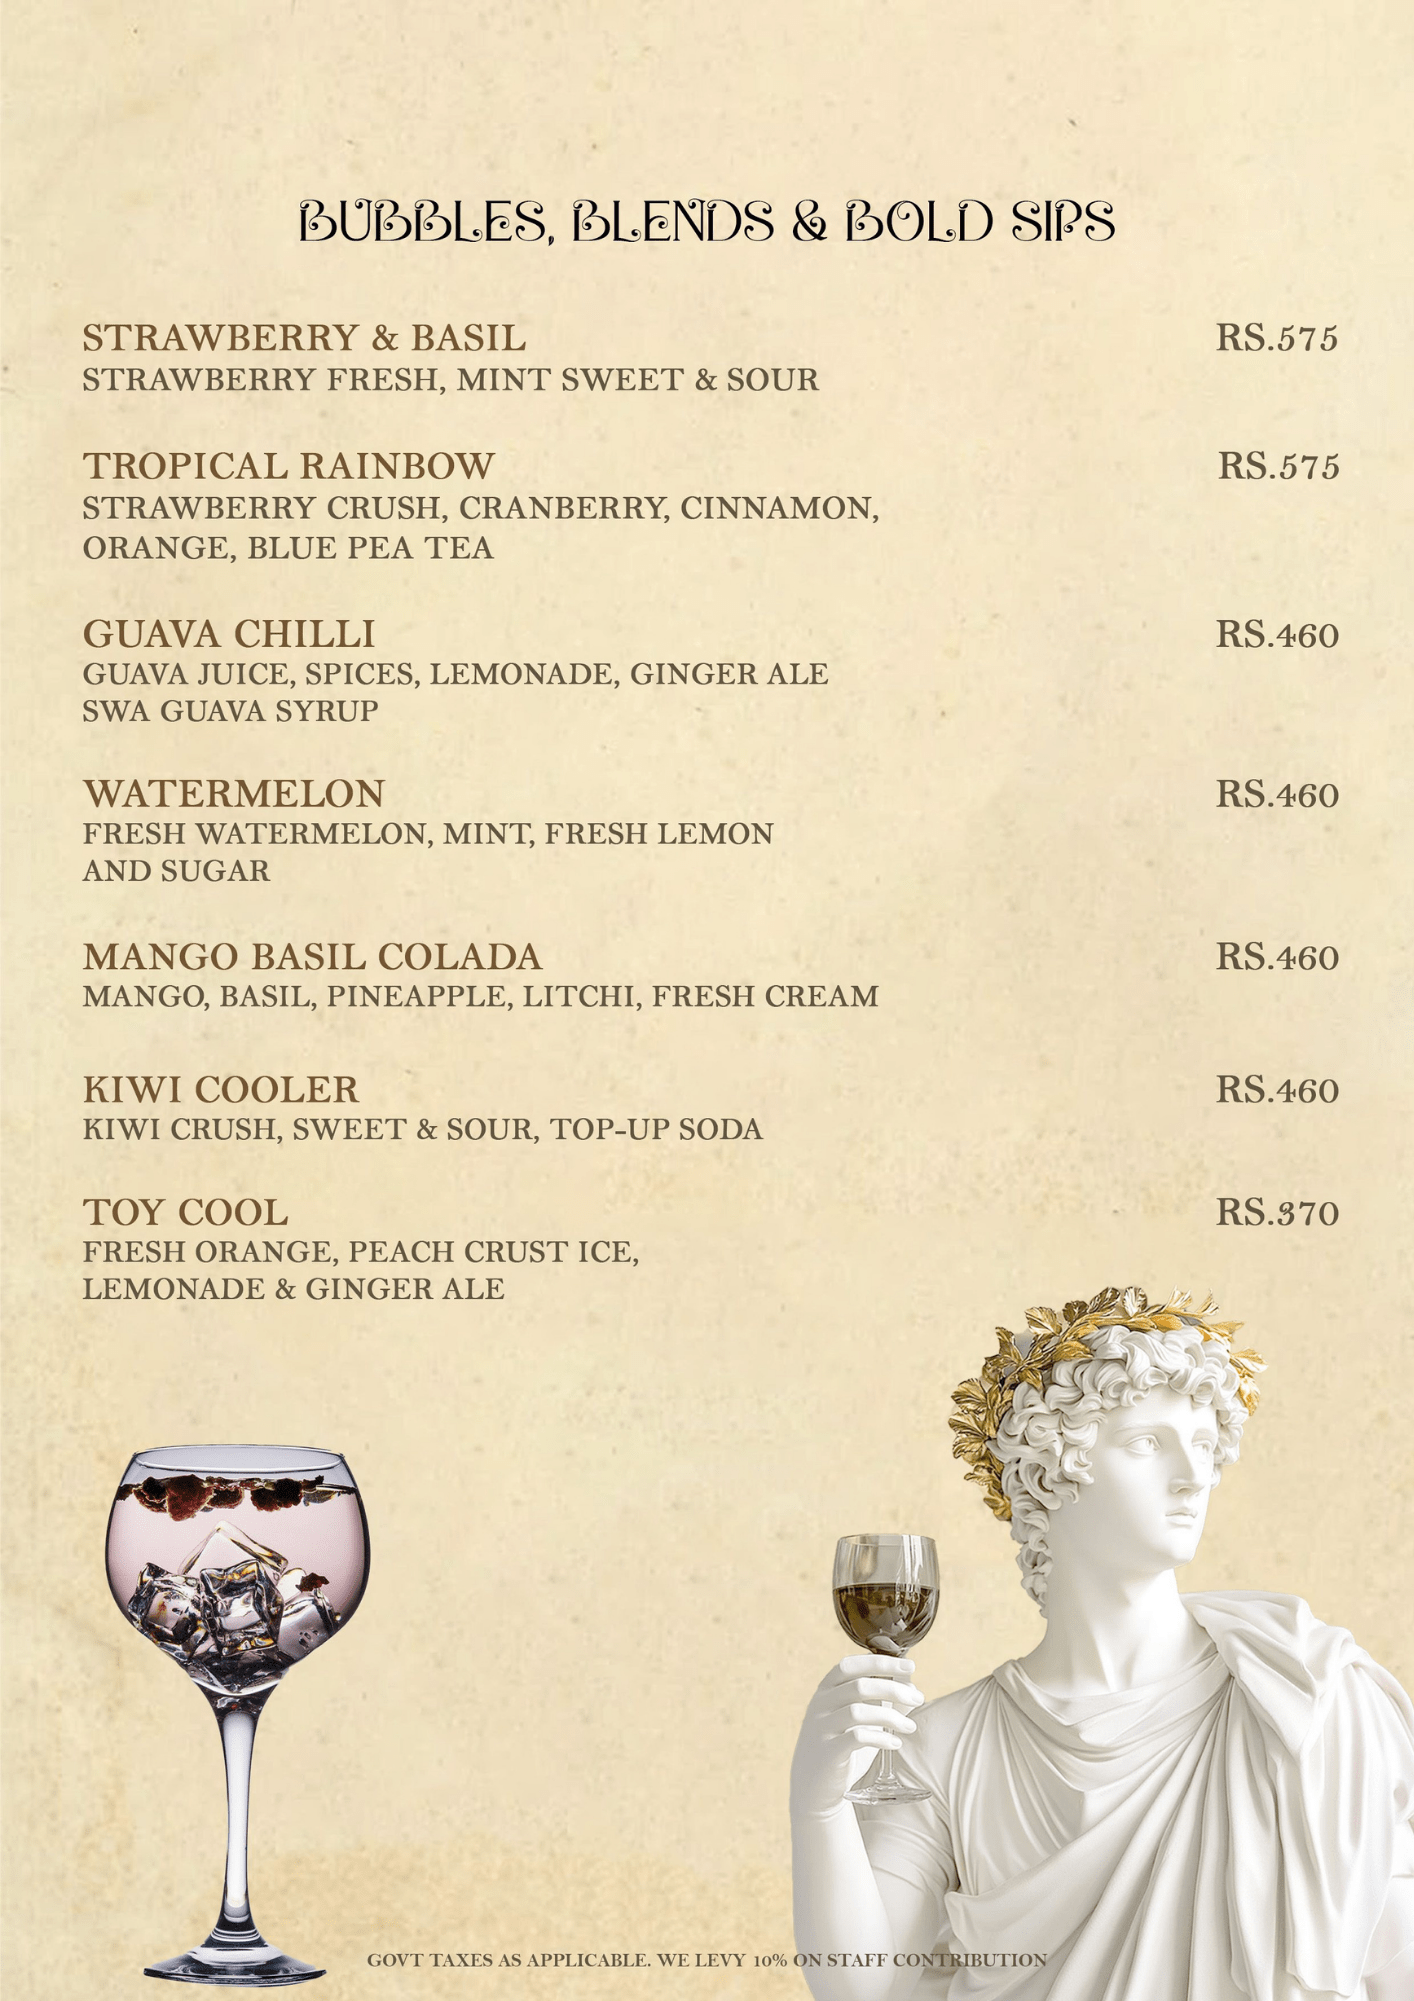 BUBBLES, BLENDS & BOLD SIPS
STRAWBERRY & BASIL RS.575
STRAWBERRY FRESH, MINT SWEET & SOUR
TROPICAL RAINBOW RS.575
STRAWBERRY CRUSH, CRANBERRY, CINNAMON,
ORANGE, BLUE PEA TEA
GUAVA CHILLI RS.460
GUAVA JUICE, SPICES, LEMONADE, GINGER ALE
SWA GUAVA SYRUP
WATERMELON RS.460
FRESH WATERMELON, MINT, FRESH LEMON
AND SUGAR
MANGO BASIL COLADA RS.460
MANGO, BASIL, PINEAPPLE, LITCHI, FRESH CREAM
KIWI COOLER RS.460
KIWI CRUSH, SWEET & SOUR, TOP-UP SODA
TOY COOL RS.370
FRESH ORANGE, PEACH CRUST ICE,
LEMONADE & GINGER ALE
GOVT TAXES AS APPLICABLE. WE LEVY 10% ON STAFF CONTRIBUTION